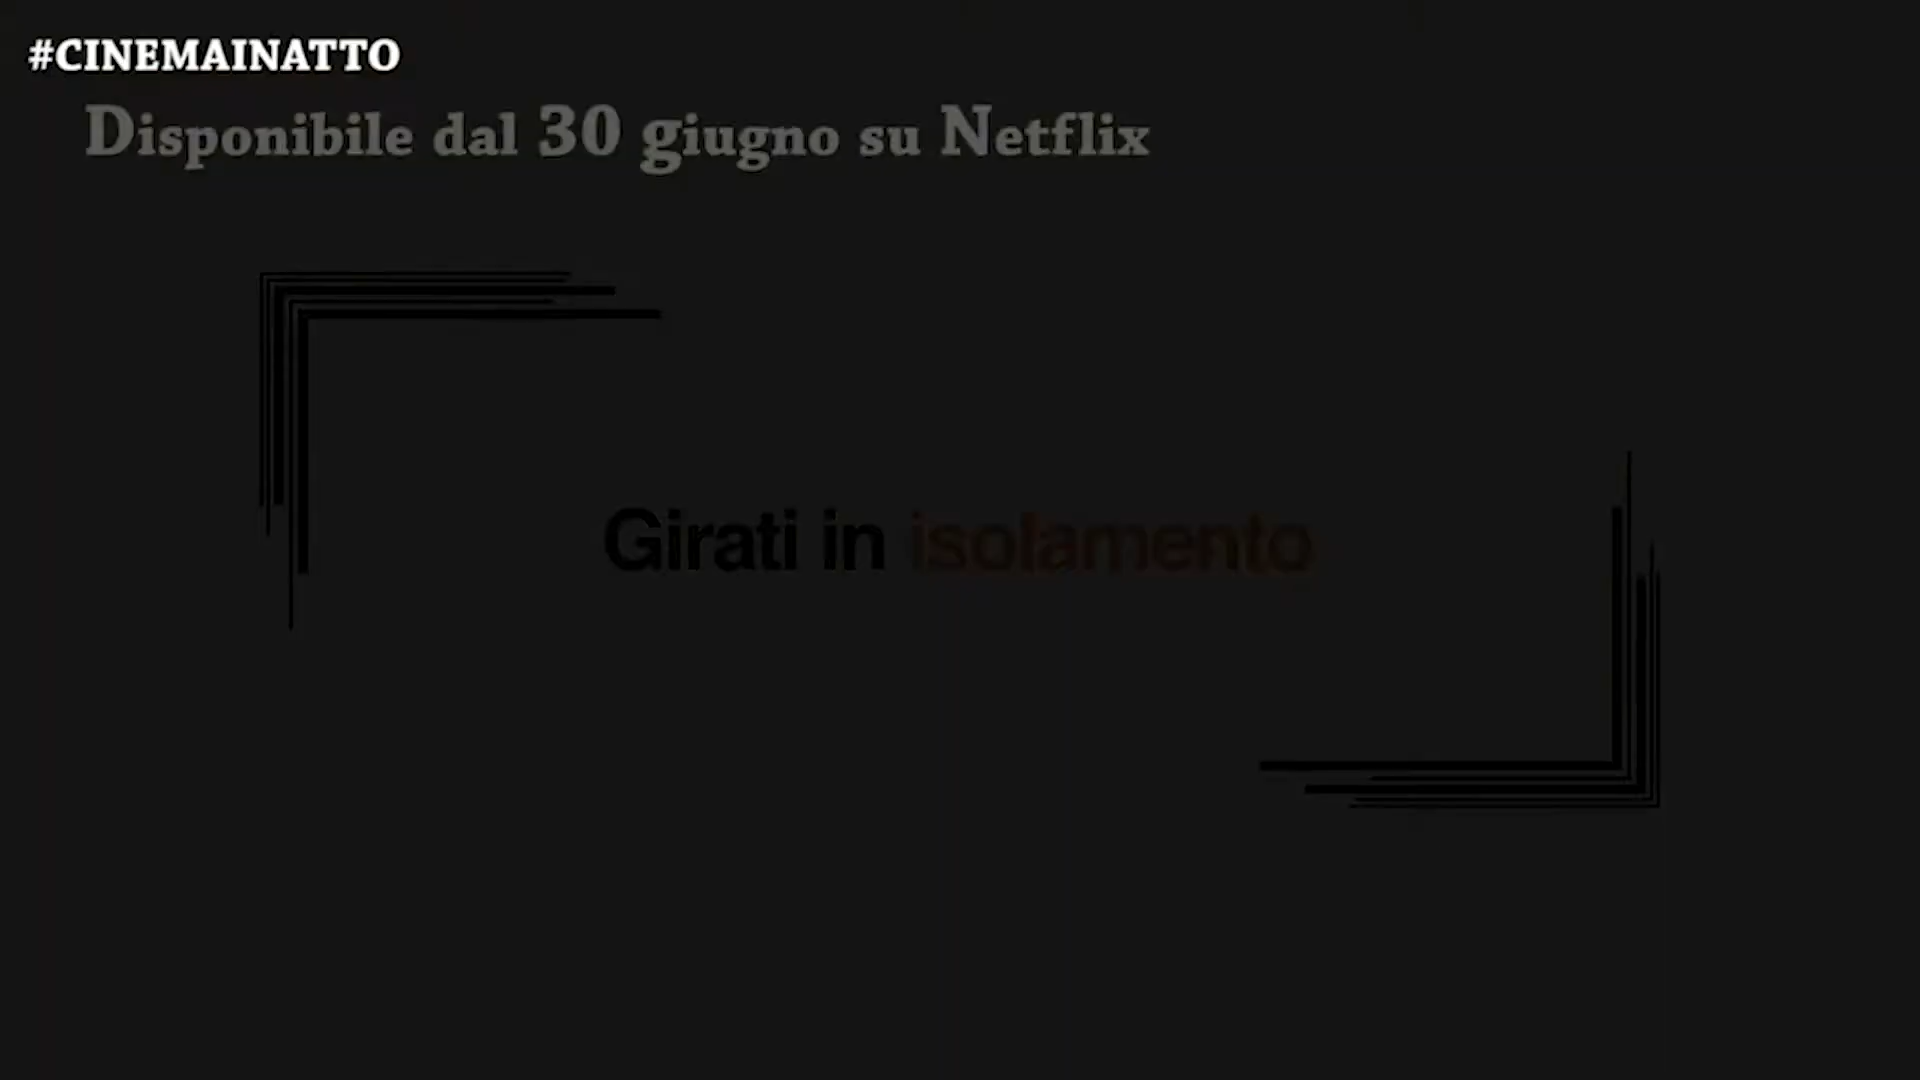 #CINEMAINATTO
Disponibile dal 30 giugno su Netflix
Girati in isolamento